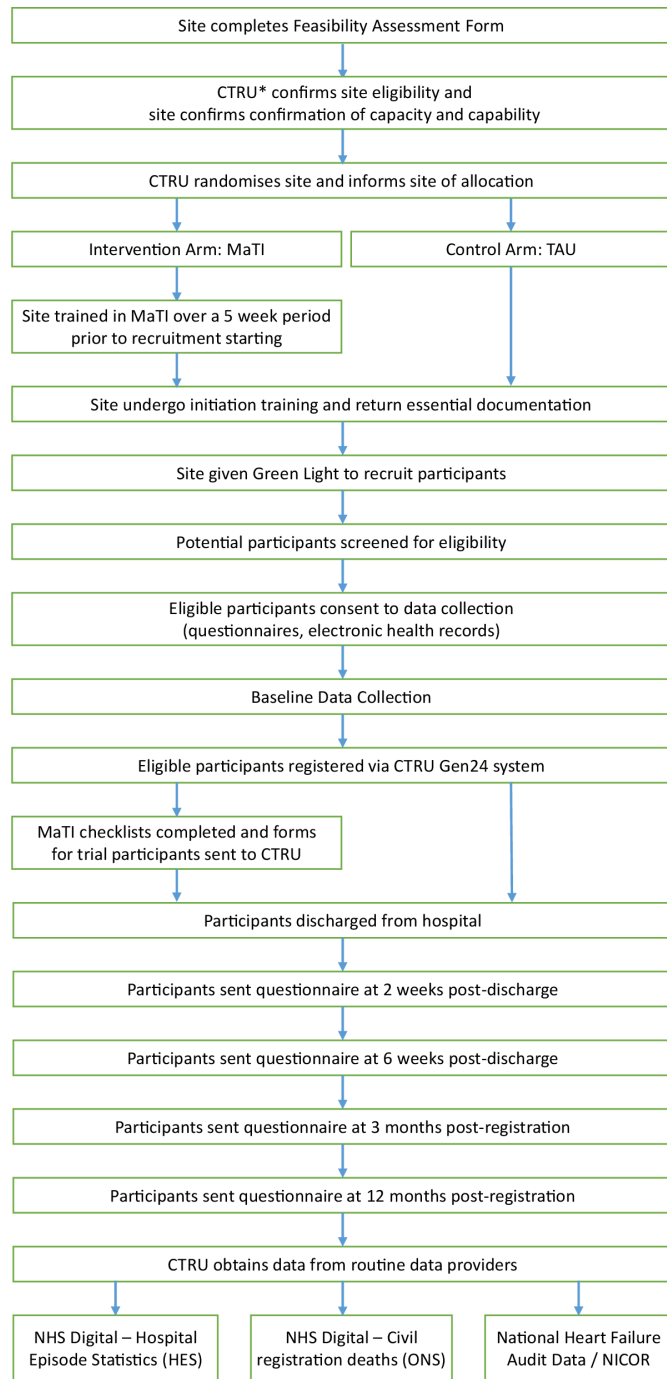 Site completes Feasibility Assessment Form
CTRU* confirms site eligibility and
site confirms confirmation of capacity and capability
CTRU randomises site and informs site of allocation
Intervention Arm: MaTI
Control Arm: TAU
Site trained in MaTI over a 5 week period
prior to recruitment starting
Site undergo initiation training and return essential documentation
Site given Green Light to recruit participants
Potential participants screened for eligibility
Eligible participants consent to data collection
(questionnaires, electronic health records)
Baseline Data Collection
Eligible participants registered via CTRU Gen24 system
MaTI checklists completed and forms
for trial participants sent to CTRU
Participants discharged from hospital
Participants sent questionnaire at 2 weeks post-discharge
Participants sent questionnaire at 6 weeks post-discharge
Participants sent questionnaire at 3 months post-registration
Participants sent questionnaire at 12 months post-registration
CTRU obtains data from routine data providers
NHS Digital – Hospital
Episode Statistics (HES)
NHS Digital – Civil
registration deaths (ONS)
National Heart Failure
Audit Data / NICOR